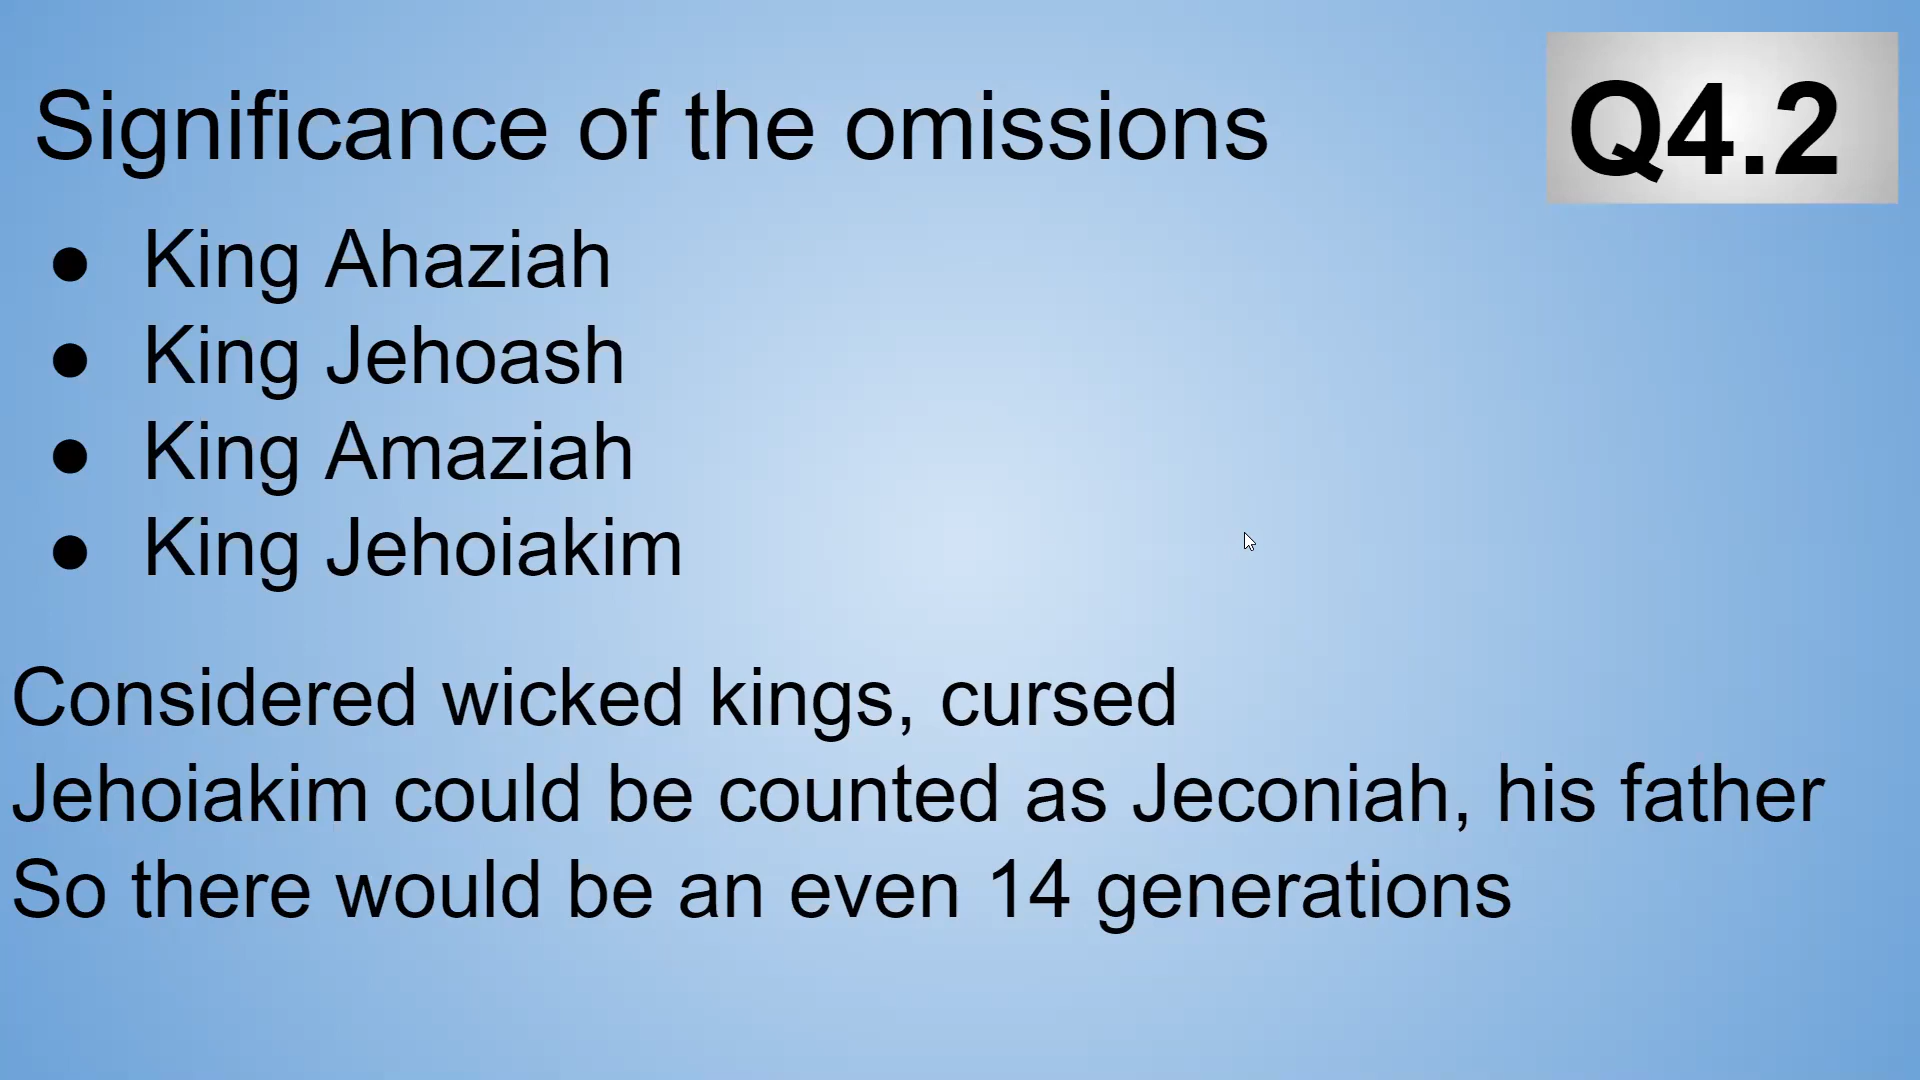 Significance of the omissions
Q4.2
● King Ahaziah
● King Jehoash
● King Amaziah
● King Jehoiakim
Considered wicked kings, cursed
Jehoiakim could be counted as Jeconiah, his father
So there would be an even 14 generations